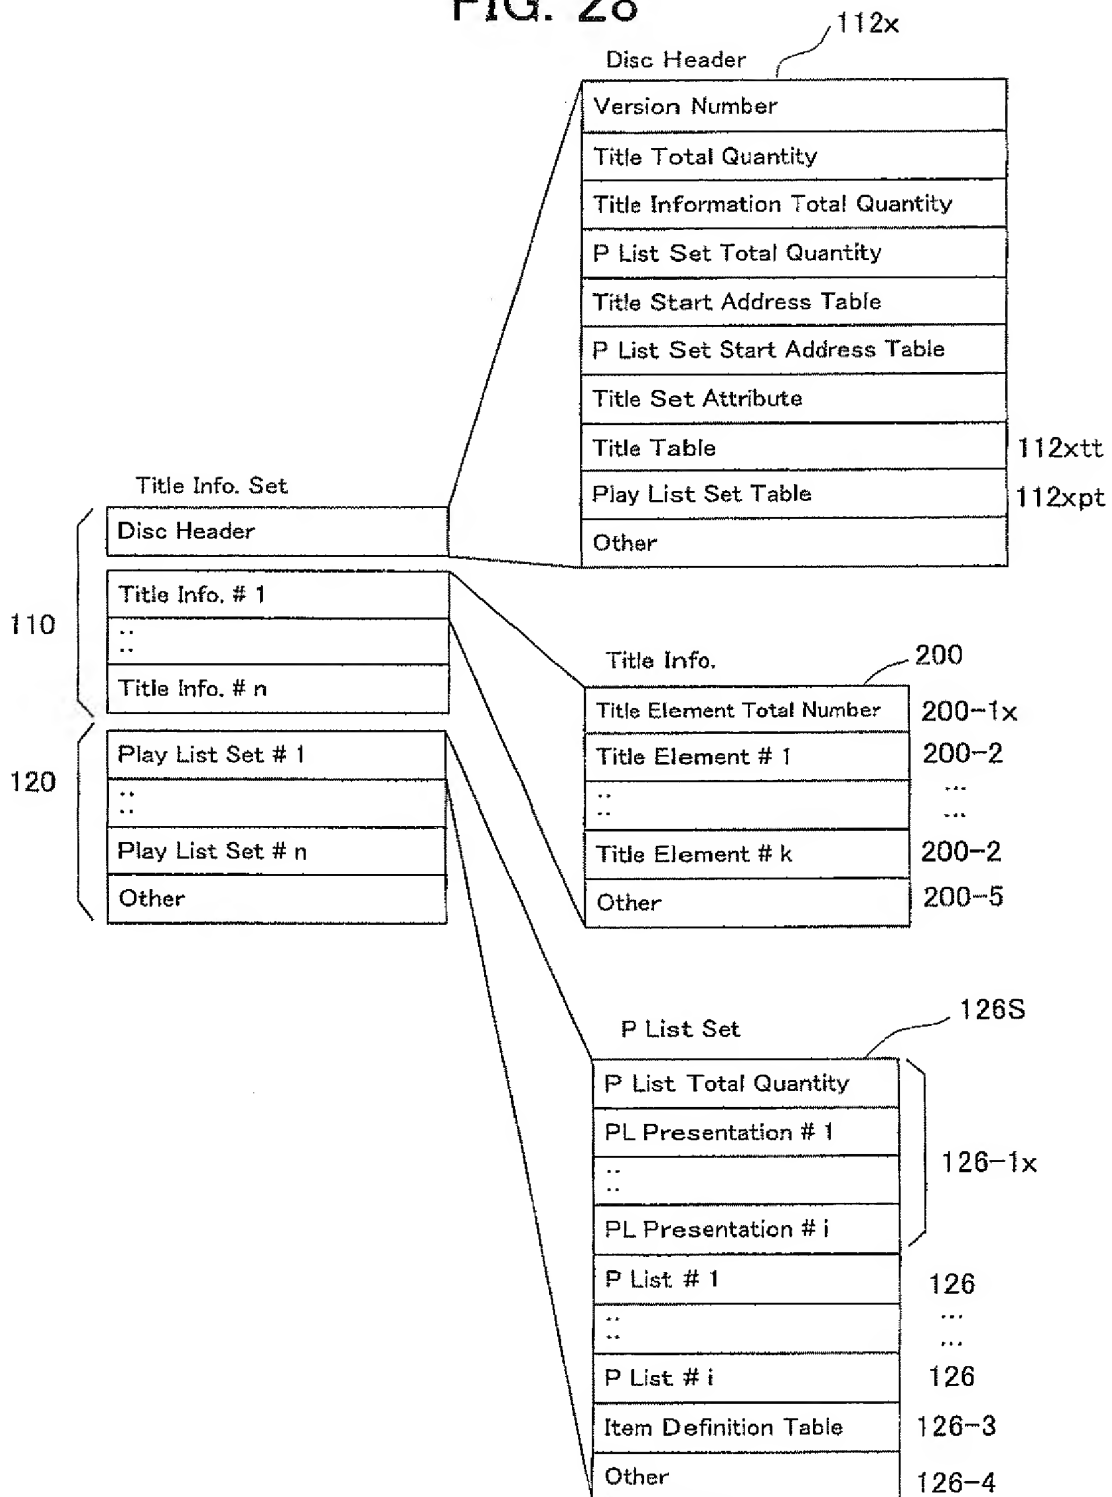 FIG. 28
112x
Disc Header
Version Number
Title Total Quantity
Title Information Total Quantity
P List Set Total Quantity
Title Start Address Table
P List Set Start Address Table
Title Set Attribute
Title Table
112xtt
Play List Set Table
112xpt
Other
Title Info. Set
Disc Header
110
Title Info. # 1
::
Title Info. # n
120
Play List Set # 1
::
Play List Set # n
Other
Title Info.
200
Title Element Total Number
200-1x
Title Element # 1
200-2
::
...
...
Title Element # k
200-2
Other
200-5
P List Set
126S
P List Total Quantity
PL Presentation # 1
::
PL Presentation # i
126-1x
P List # 1
126
::
...
...
P List # i
126
Item Definition Table
126-3
Other
126-4